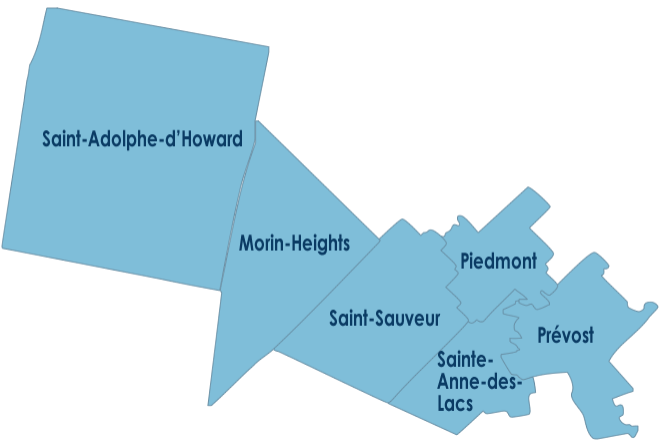 Saint-Adolphe-d’Howard
Morin-Heights
Piedmont
Saint-Sauveur
Prévost
Sainte-
Anne-des-
Lacs